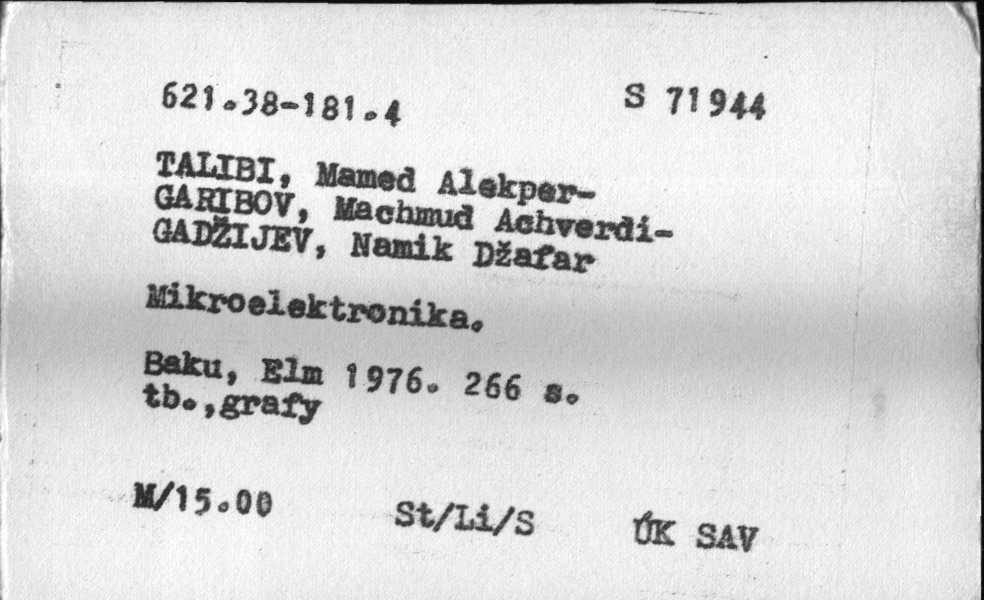 621.38-181.4 S 71944
TALIBI, Mamed Alekper-
GARIBOV, Machmud Achverdi-
GADŽIJEV, Namik Džafar
Mikroelektronika.
Baku, Elm 1976. 266 s.
tb.,grafy
M/15.00 St/Li/S ÚK SAV